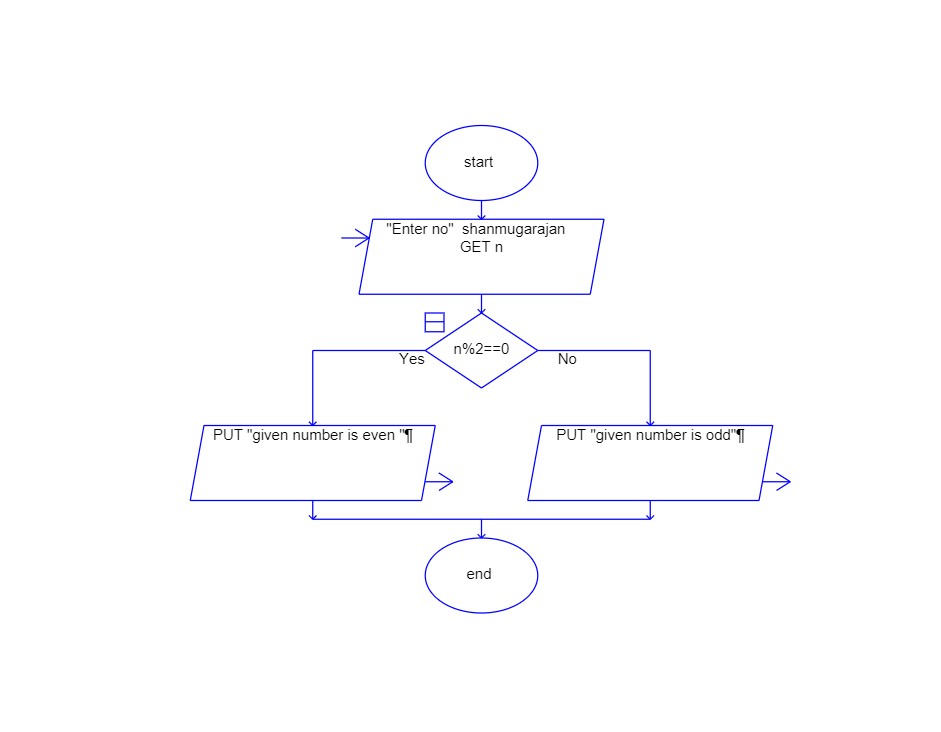 start
"Enter no"  shanmugarajan
GET n
n%2==0
Yes
No
PUT "given number is even "¶
PUT "given number is odd"¶
end